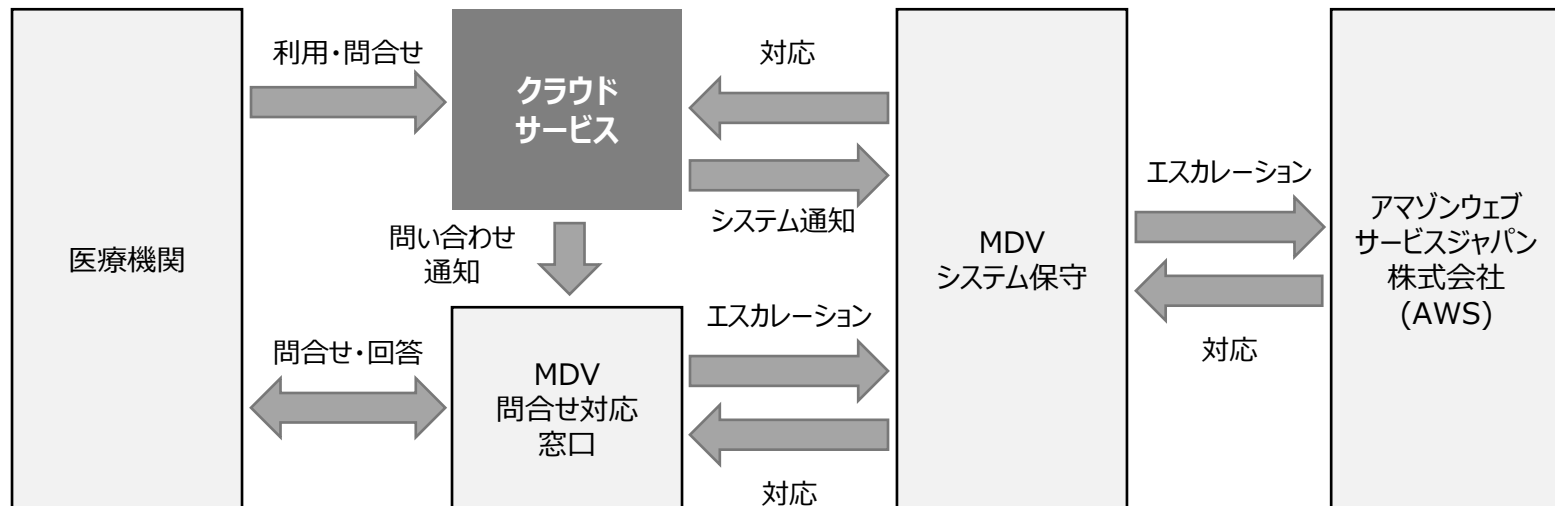 利用・問合せ
対応
クラウド
サービス
エスカレーション
システム通知
アマゾンウェブ
サービスジャパン
株式会社
(AWS)
問い合わせ
通知
医療機関
MDV
システム保守
エスカレーション
対応
問合せ・回答
MDV
問合せ対応
窓口
対応